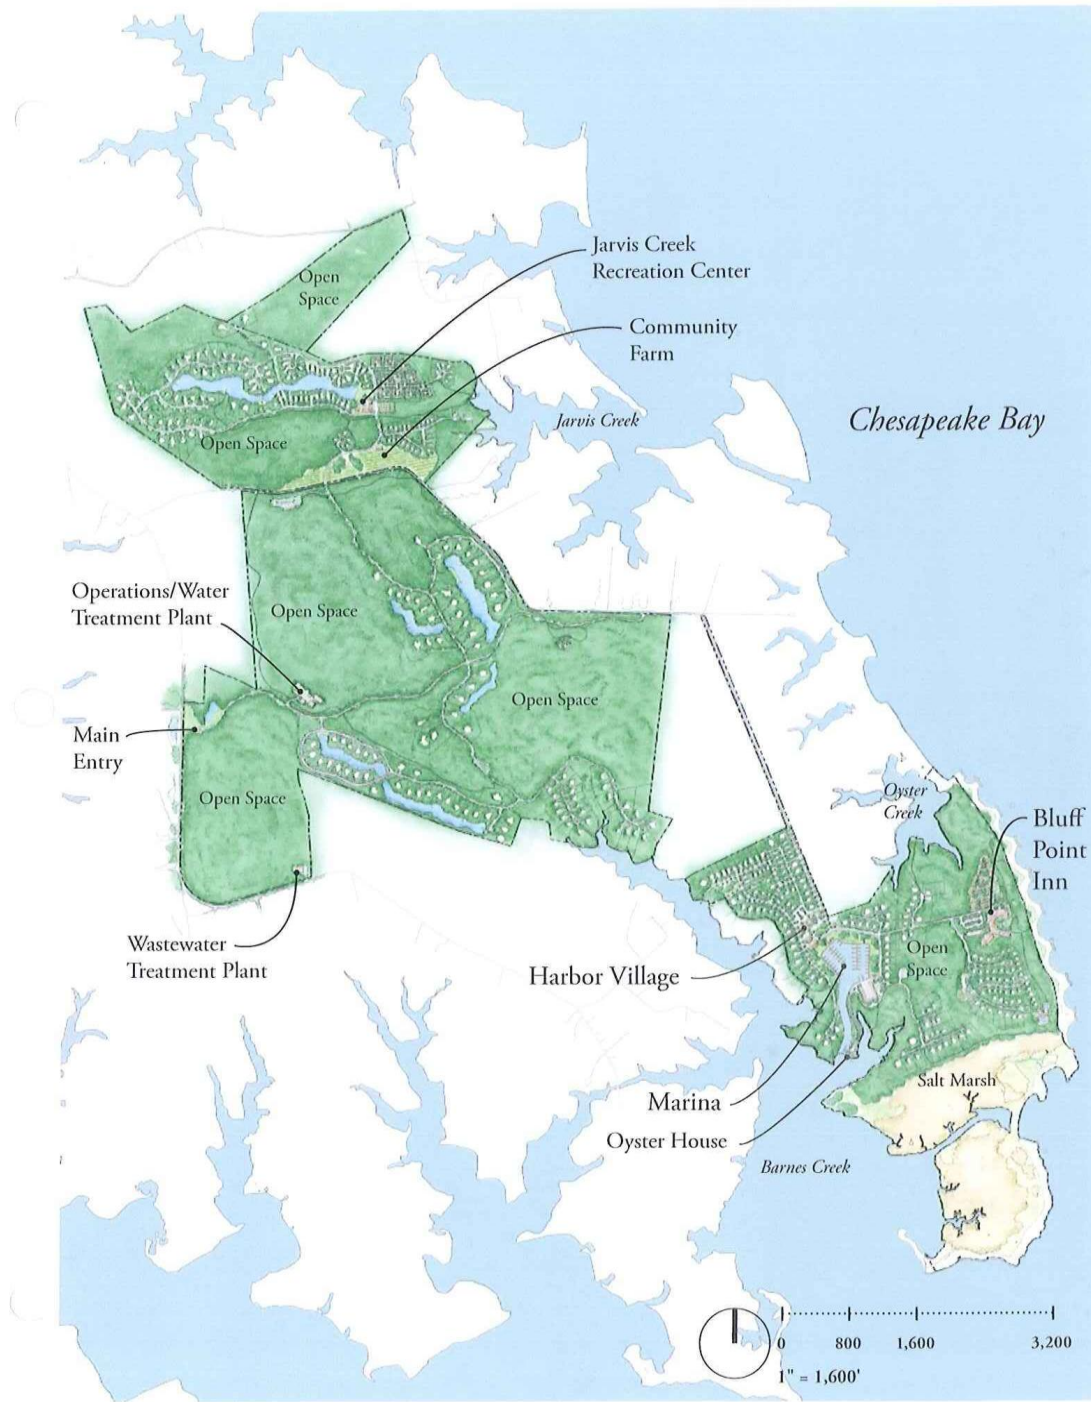 Jarvis Creek
Recreation Center
Open
Space
Community
Farm
Jarvis Creek
Chesapeake Bay
Open Space
Operations/Water
Treatment Plant
Open Space
Open Space
Main
Entry
Open Space
Oyster
Creek
Bluff
Point
Inn
Wastewater
Treatment Plant
Harbor Village
Open
Space
Salt Marsh
Marina
Oyster House
Barnes Creek
0 800 1,600 3,200
1" = 1,600'